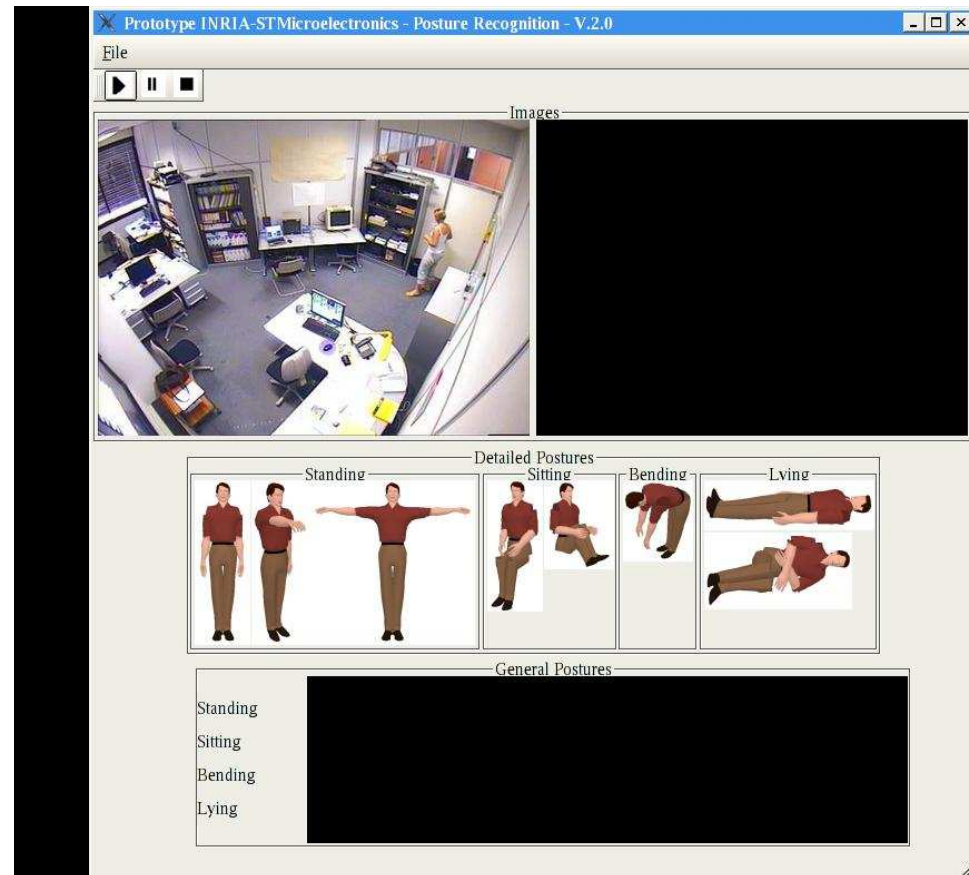 Prototype INRIA-STMicroelectronics - Posture Recognition - V.2.0
File
Images
Detailed Postures
Standing
Sitting
Bending
Lying
General Postures
Standing
Sitting
Bending
Lying